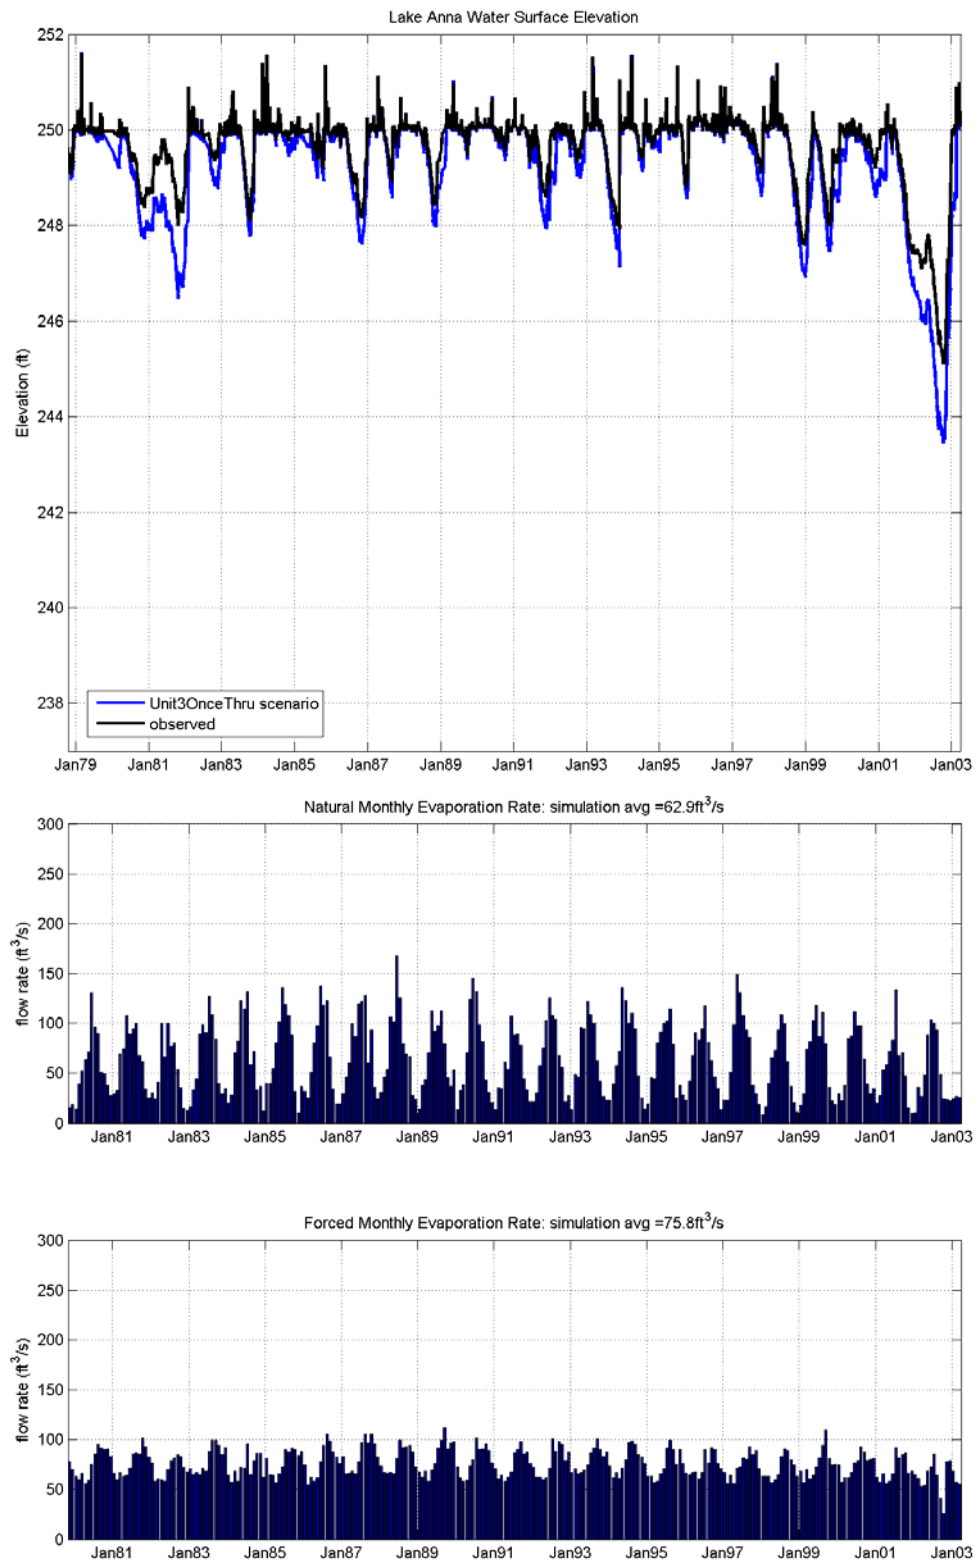 Lake Anna Water Surface Elevation
252
250
248
246
244
242
240
238
Elevation (ft)
Unit3OnceThru scenario
observed
Jan79 Jan81 Jan83 Jan85 Jan87 Jan89 Jan91 Jan93 Jan95 Jan97 Jan99 Jan01 Jan03
Natural Monthly Evaporation Rate: simulation avg =62.9ft³/s
300
250
200
150
100
50
0
flow rate (ft³/s)
Jan81 Jan83 Jan85 Jan87 Jan89 Jan91 Jan93 Jan95 Jan97 Jan99 Jan01 Jan03
Forced Monthly Evaporation Rate: simulation avg =75.8ft³/s
300
250
200
150
100
50
0
flow rate (ft³/s)
Jan81 Jan83 Jan85 Jan87 Jan89 Jan91 Jan93 Jan95 Jan97 Jan99 Jan01 Jan03